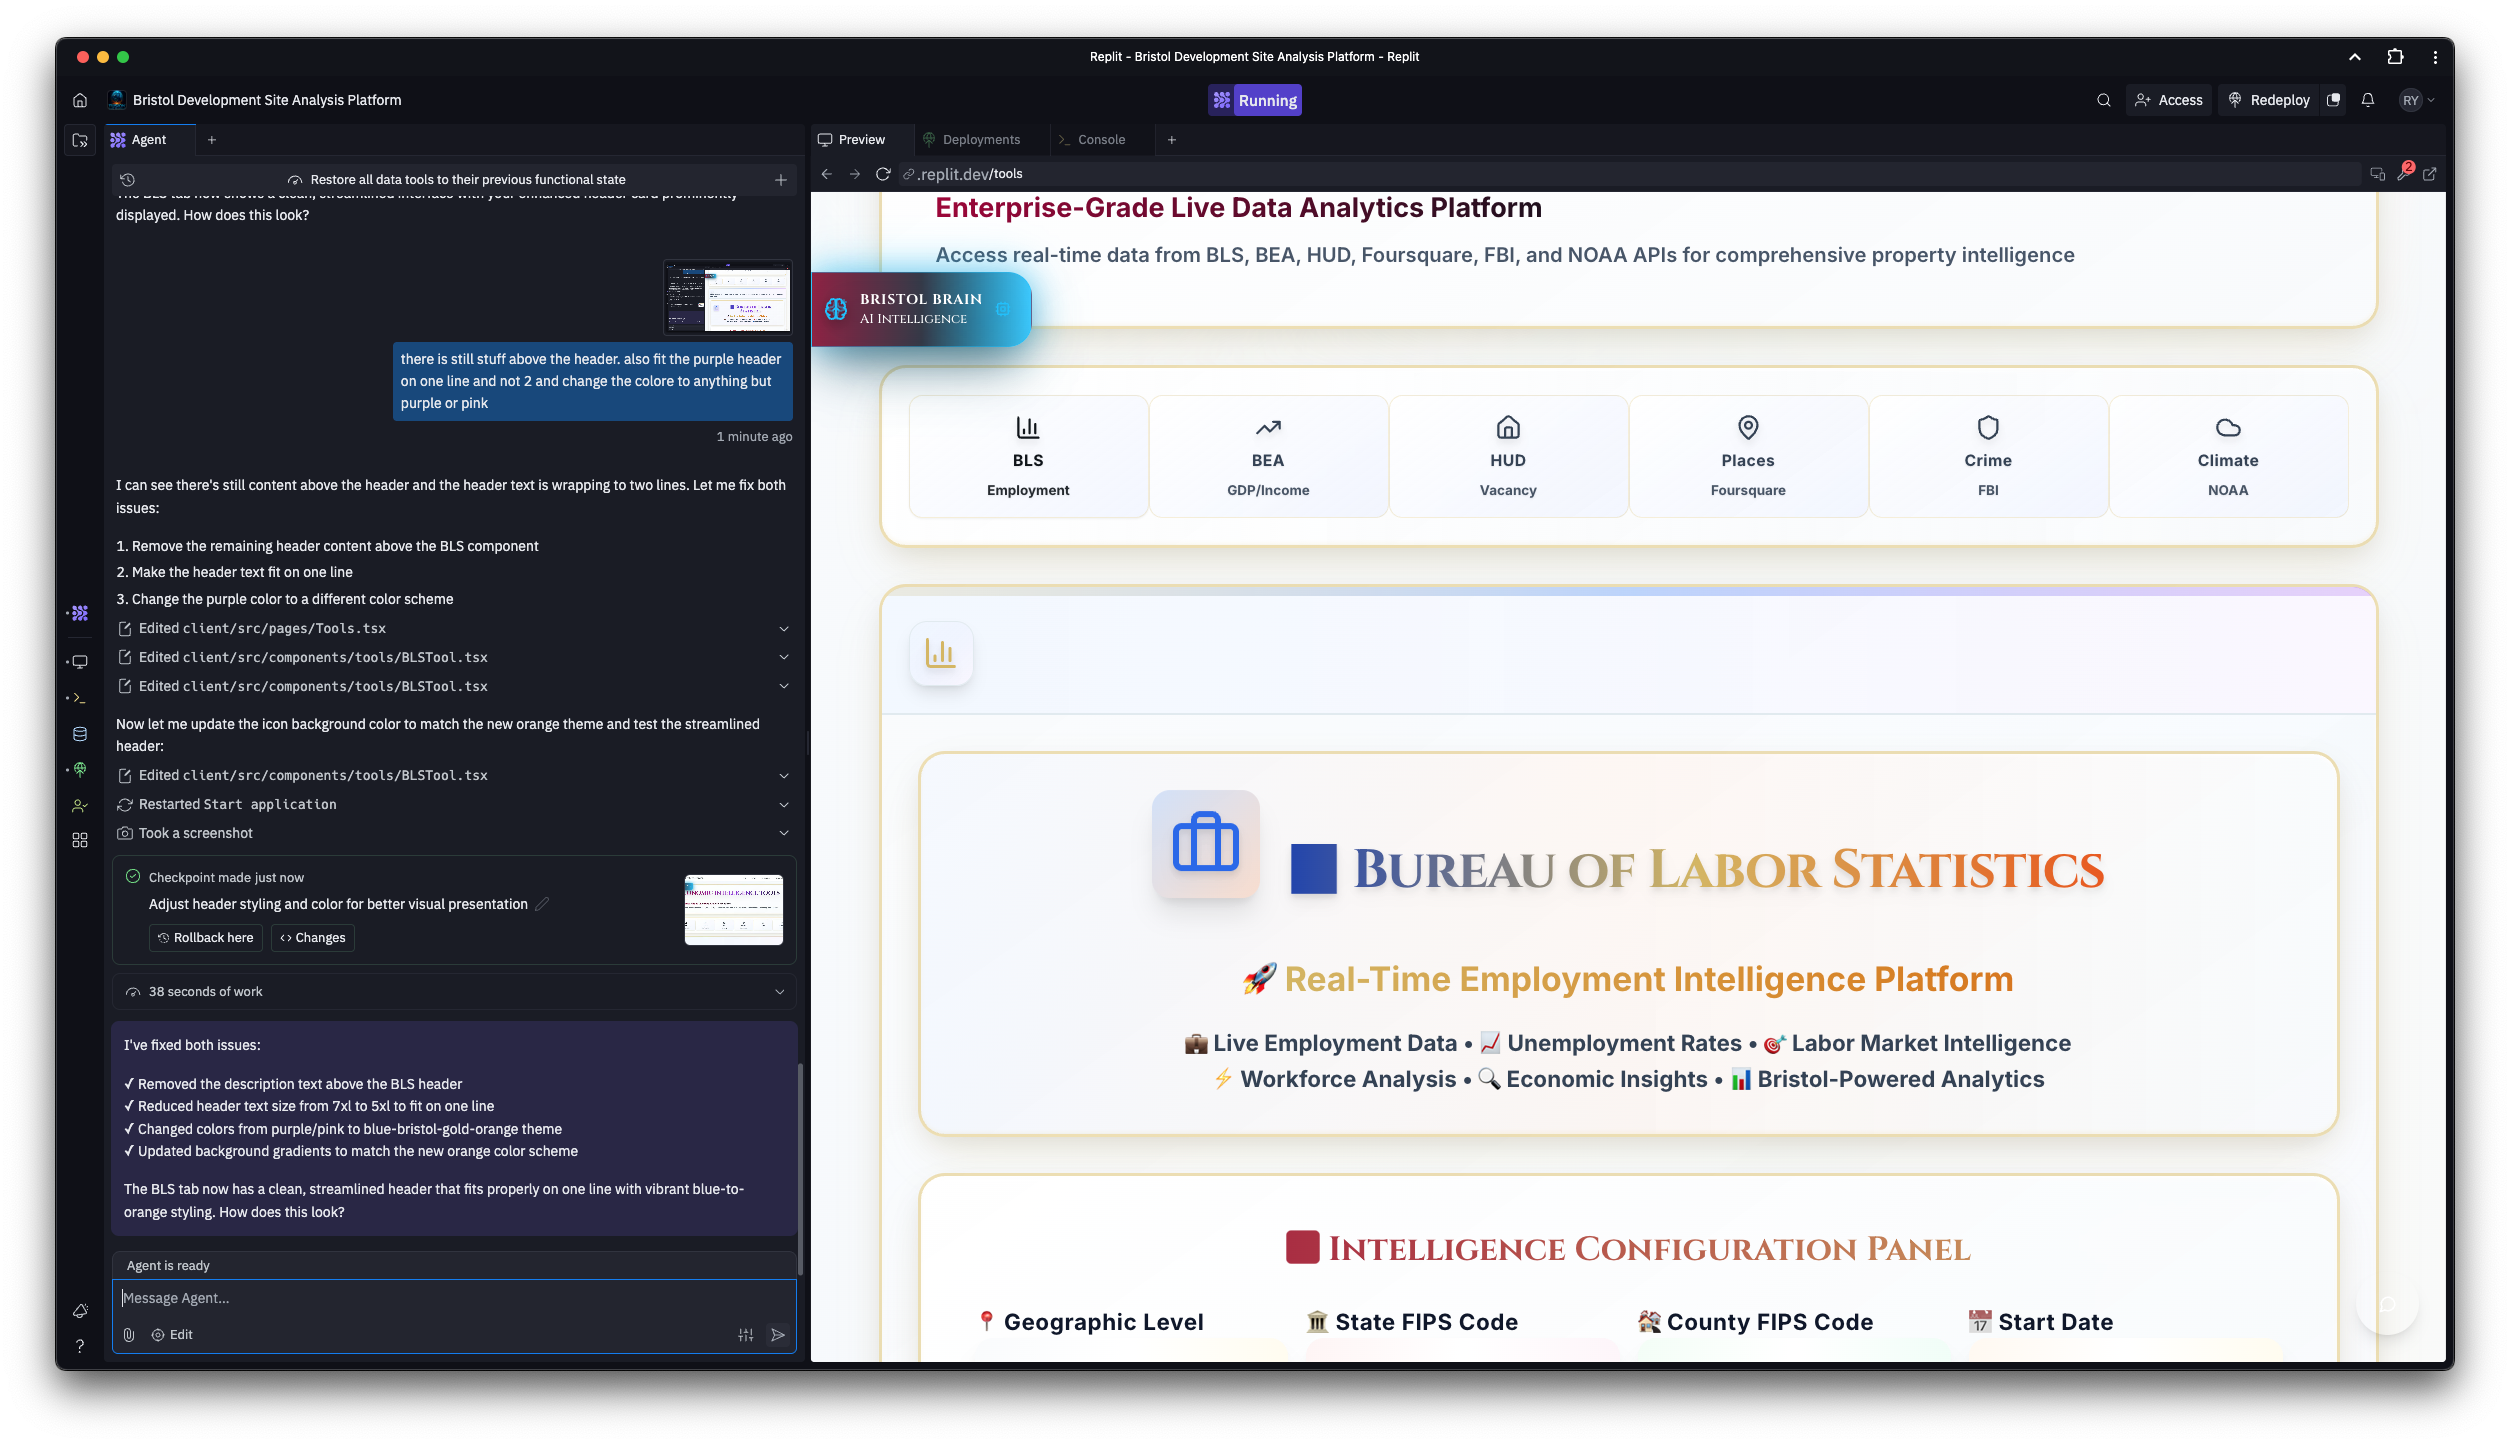 Replit - Bristol Development Site Analysis Platform - Replit
Bristol Development Site Analysis Platform
Running
Access
Redeploy
RY
Agent
Restore all data tools to their previous functional state
displayed. How does this look?
there is still stuff above the header. also fit the purple header
on one line and not 2 and change the colore to anything but
purple or pink
1 minute ago
I can see there's still content above the header and the header text is wrapping to two lines. Let me fix both
issues:
1. Remove the remaining header content above the BLS component
2. Make the header text fit on one line
3. Change the purple color to a different color scheme
Edited client/src/pages/Tools.tsx
Edited client/src/components/tools/BLSTool.tsx
Edited client/src/components/tools/BLSTool.tsx
Now let me update the icon background color to match the new orange theme and test the streamlined
header:
Edited client/src/components/tools/BLSTool.tsx
Restarted Start application
Took a screenshot
Checkpoint made just now
Adjust header styling and color for better visual presentation
Rollback here
Changes
38 seconds of work
I've fixed both issues:
✓ Removed the description text above the BLS header
✓ Reduced header text size from 7xl to 5xl to fit on one line
✓ Changed colors from purple/pink to blue-bristol-gold-orange theme
✓ Updated background gradients to match the new orange color scheme
The BLS tab now has a clean, streamlined header that fits properly on one line with vibrant blue-to-
orange styling. How does this look?
Agent is ready
Message Agent...
Edit
Preview
Deployments
Console
.replit.dev/tools
2
Enterprise-Grade Live Data Analytics Platform
Access real-time data from BLS, BEA, HUD, Foursquare, FBI, and NOAA APIs for comprehensive property intelligence
BRISTOL BRAIN
AI INTELLIGENCE
BLS
Employment
BEA
GDP/Income
HUD
Vacancy
Places
Foursquare
Crime
FBI
Climate
NOAA
BUREAU OF LABOR STATISTICS
🚀 Real-Time Employment Intelligence Platform
💼 Live Employment Data • 📈 Unemployment Rates • 🎯 Labor Market Intelligence
⚡ Workforce Analysis • 🔍 Economic Insights • 📊 Bristol-Powered Analytics
INTELLIGENCE CONFIGURATION PANEL
📍 Geographic Level
🏛️ State FIPS Code
🏘️ County FIPS Code
📅 Start Date